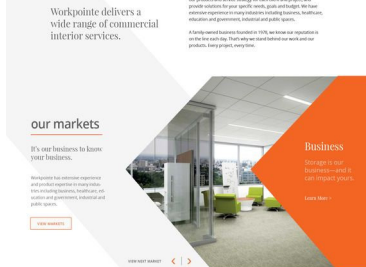 Workpointe delivers a
wide range of commercial
interior services.
provide solutions for your specific needs, goals and budget. We have
extensive experience in many industries including business, healthcare,
education and government, industrial and public spaces.
A family-owned business founded in 1978, we know our reputation is
on the line each day. That's why we stand behind our work and our
products. Every project, every time.
our markets
It's our business to know
your business.
Workpointe has extensive experience
and product expertise in many indus-
tries including business, healthcare, ed-
ucation and government, industrial and
public spaces.
VIEW MARKETS
Business
Storage is our
business—and it
can impact yours.
Learn More >
VIEW NEXT MARKET